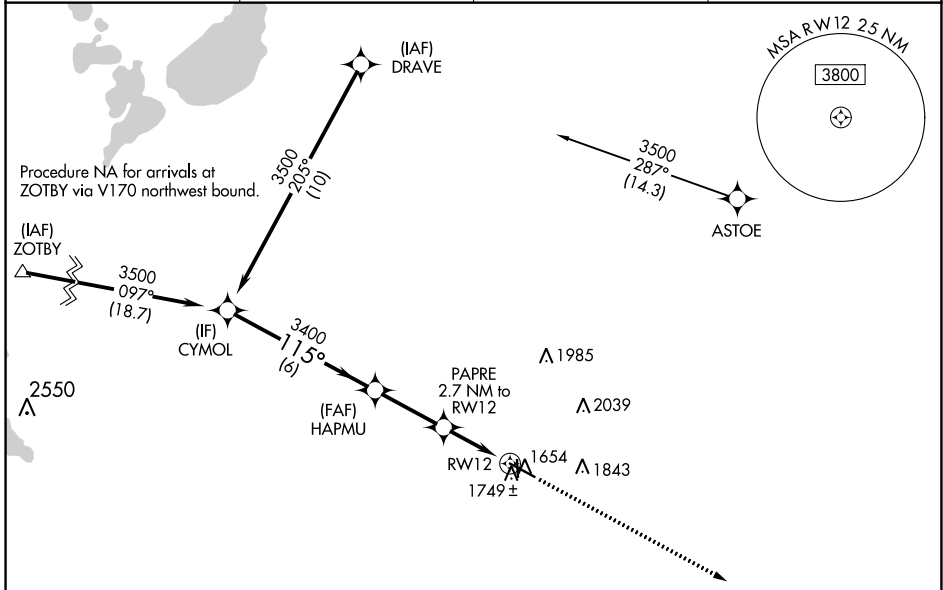 (IAF)
DRAVE
MSA RW12 25 NM
3800
3500
205°
(10)
3500
287°
(14.3)
ASTOE
Procedure NA for arrivals at
ZOTBY via V170 northwest bound.
(IAF)
ZOTBY
3500
097°
(18.7)
(IF)
CYMOL
3400
115°
(6)
(FAF)
HAPMU
PAPRE
2.7 NM to
RW12
1985
2550
2039
RW12
1654
1843
1749 ±